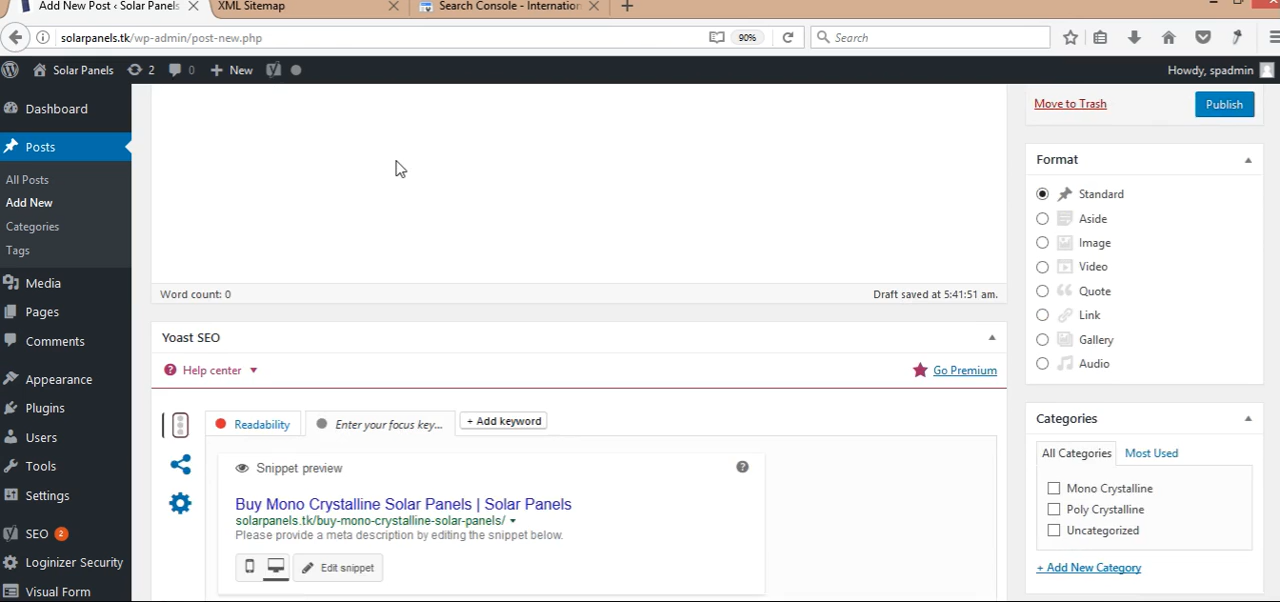 Add New Post ‹ Solar Panels
XML Sitemap
Search Console - Internation
solarpanels.tk/wp-admin/post-new.php
90%
Search
Solar Panels
2
0
New
Howdy, spadmin
Dashboard
Posts
All Posts
Add New
Categories
Tags
Media
Pages
Comments
Appearance
Plugins
Users
Tools
Settings
SEO 2
Loginizer Security
Visual Form
Word count: 0
Draft saved at 5:41:51 am.
Yoast SEO
Help center
Go Premium
Readability
Enter your focus key...
+ Add keyword
Snippet preview
Buy Mono Crystalline Solar Panels | Solar Panels
solarpanels.tk/buy-mono-crystalline-solar-panels/
Please provide a meta description by editing the snippet below.
Edit snippet
Move to Trash
Publish
Format
Standard
Aside
Image
Video
Quote
Link
Gallery
Audio
Categories
All Categories
Most Used
Mono Crystalline
Poly Crystalline
Uncategorized
+ Add New Category